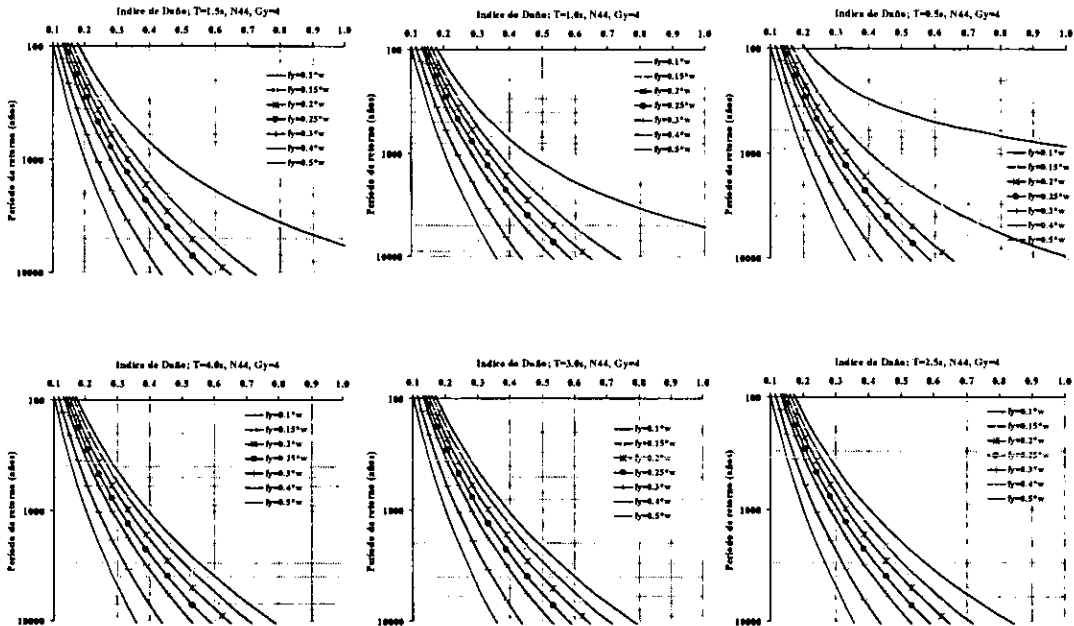 Indice de Daño; T=1.5s, N44, Gy=4
0.1 0.2 0.3 0.4 0.5 0.6 0.7 0.8 0.9 1.0
100
1000
10000
Período de retorno (años)
fy=0.1*w
fy=0.15*w
fy=0.2*w
fy=0.25*w
fy=0.3*w
fy=0.4*w
fy=0.5*w
Indice de Daño; T=1.0s, N44, Gy=4
0.1 0.2 0.3 0.4 0.5 0.6 0.7 0.8 0.9 1.0
100
1000
10000
Período de retorno (años)
fy=0.1*w
fy=0.15*w
fy=0.2*w
fy=0.25*w
fy=0.3*w
fy=0.4*w
fy=0.5*w
Indice de Daño; T=0.5s, N44, Gy=4
0.1 0.2 0.3 0.4 0.5 0.6 0.7 0.8 0.9 1.0
100
1000
10000
Período de retorno (años)
fy=0.1*w
fy=0.15*w
fy=0.2*w
fy=0.25*w
fy=0.3*w
fy=0.4*w
fy=0.5*w
Indice de Daño; T=4.0s, N44, Gy=4
0.1 0.2 0.3 0.4 0.5 0.6 0.7 0.8 0.9 1.0
100
1000
10000
Período de retorno (años)
fy=0.1*w
fy=0.15*w
fy=0.2*w
fy=0.25*w
fy=0.3*w
fy=0.4*w
fy=0.5*w
Indice de Daño; T=3.0s, N44, Gy=4
0.1 0.2 0.3 0.4 0.5 0.6 0.7 0.8 0.9 1.0
100
1000
10000
Período de retorno (años)
fy=0.1*w
fy=0.15*w
fy=0.2*w
fy=0.25*w
fy=0.3*w
fy=0.4*w
fy=0.5*w
Indice de Daño; T=2.5s, N44, Gy=4
0.1 0.2 0.3 0.4 0.5 0.6 0.7 0.8 0.9 1.0
100
1000
10000
Período de retorno (años)
fy=0.1*w
fy=0.15*w
fy=0.2*w
fy=0.25*w
fy=0.3*w
fy=0.4*w
fy=0.5*w